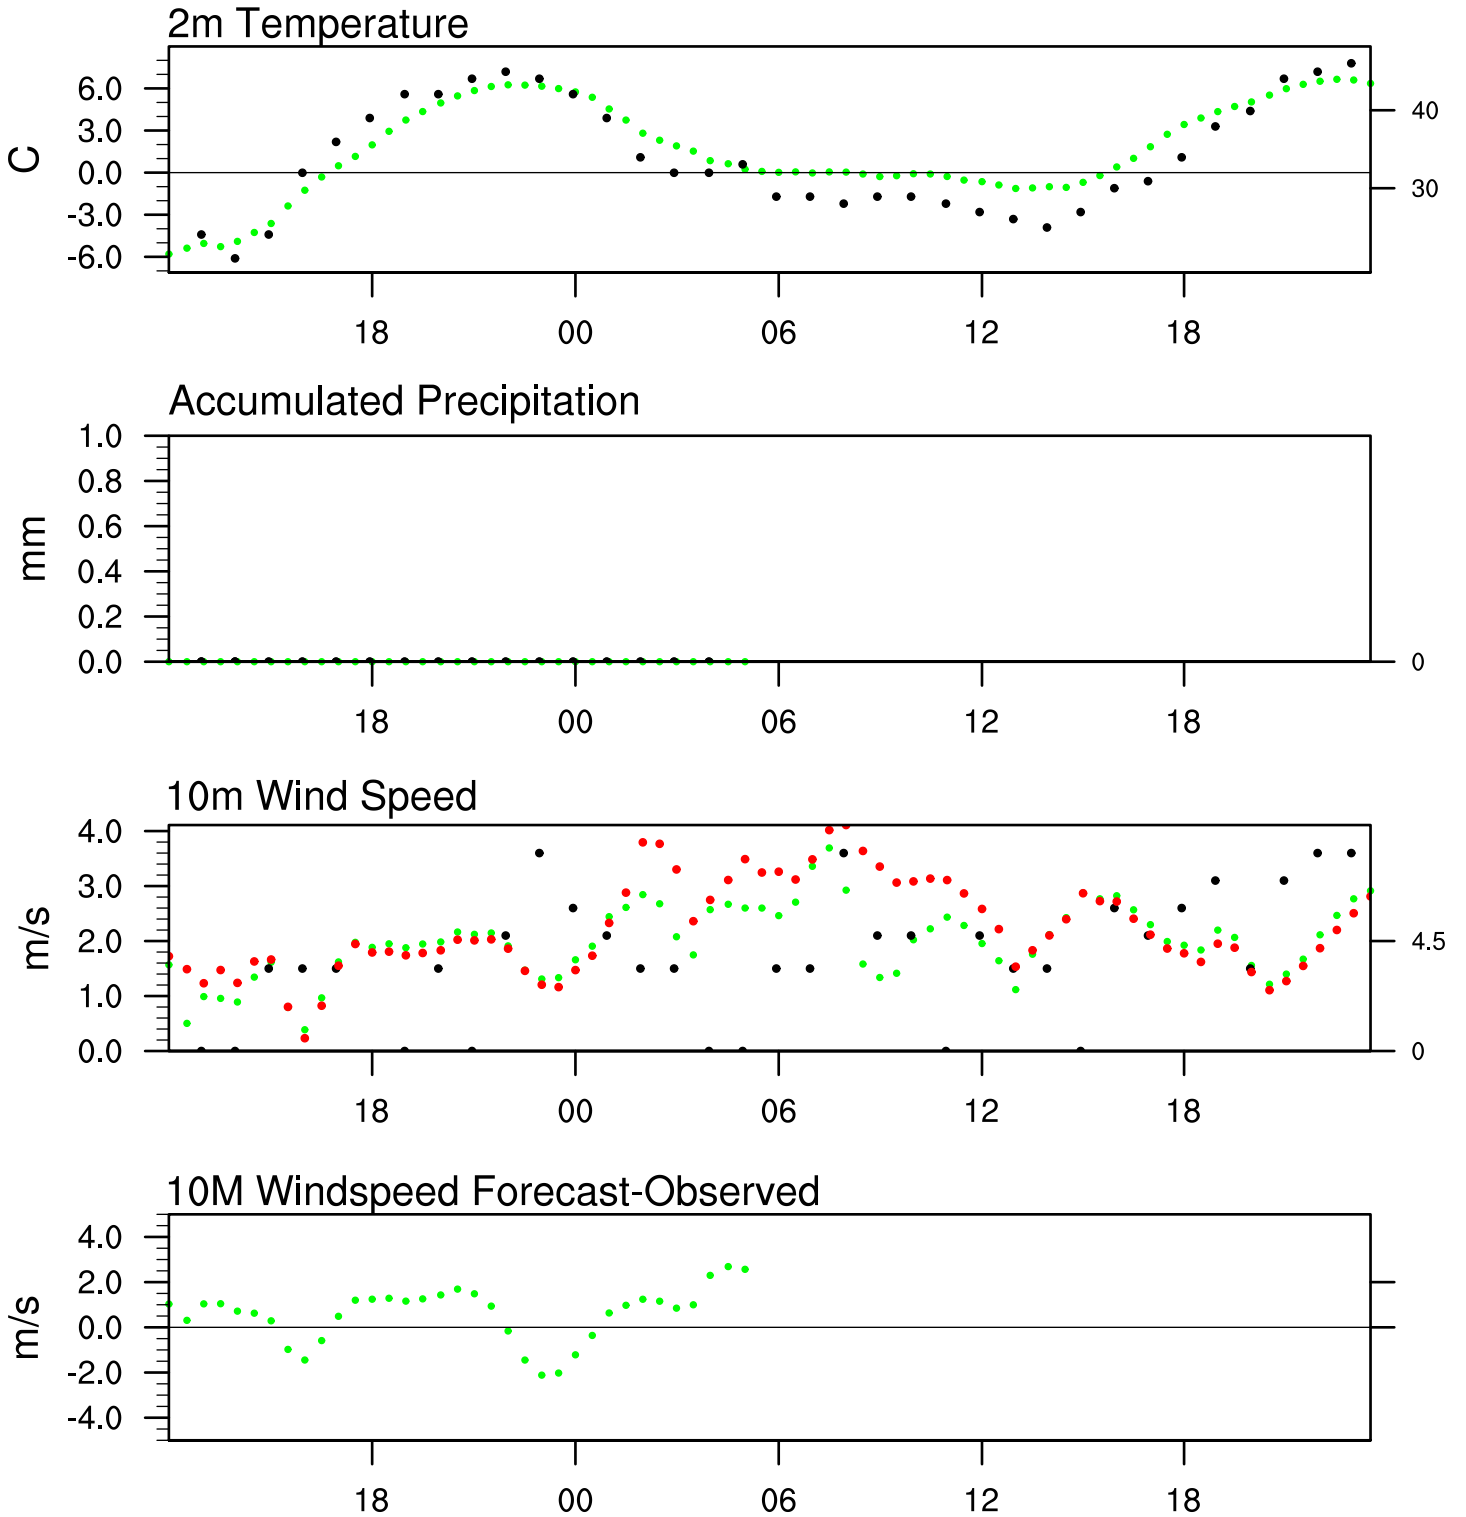 2m Temperature
6.0
3.0
0.0
-3.0
-6.0
C
40
30
18 00 06 12 18
Accumulated Precipitation
1.0
0.8
0.6
0.4
0.2
0.0
mm
0
18 00 06 12 18
10m Wind Speed
4.0
3.0
2.0
1.0
0.0
m/s
4.5
0
18 00 06 12 18
10M Windspeed Forecast-Observed
4.0
2.0
0.0
-2.0
-4.0
m/s
18 00 06 12 18